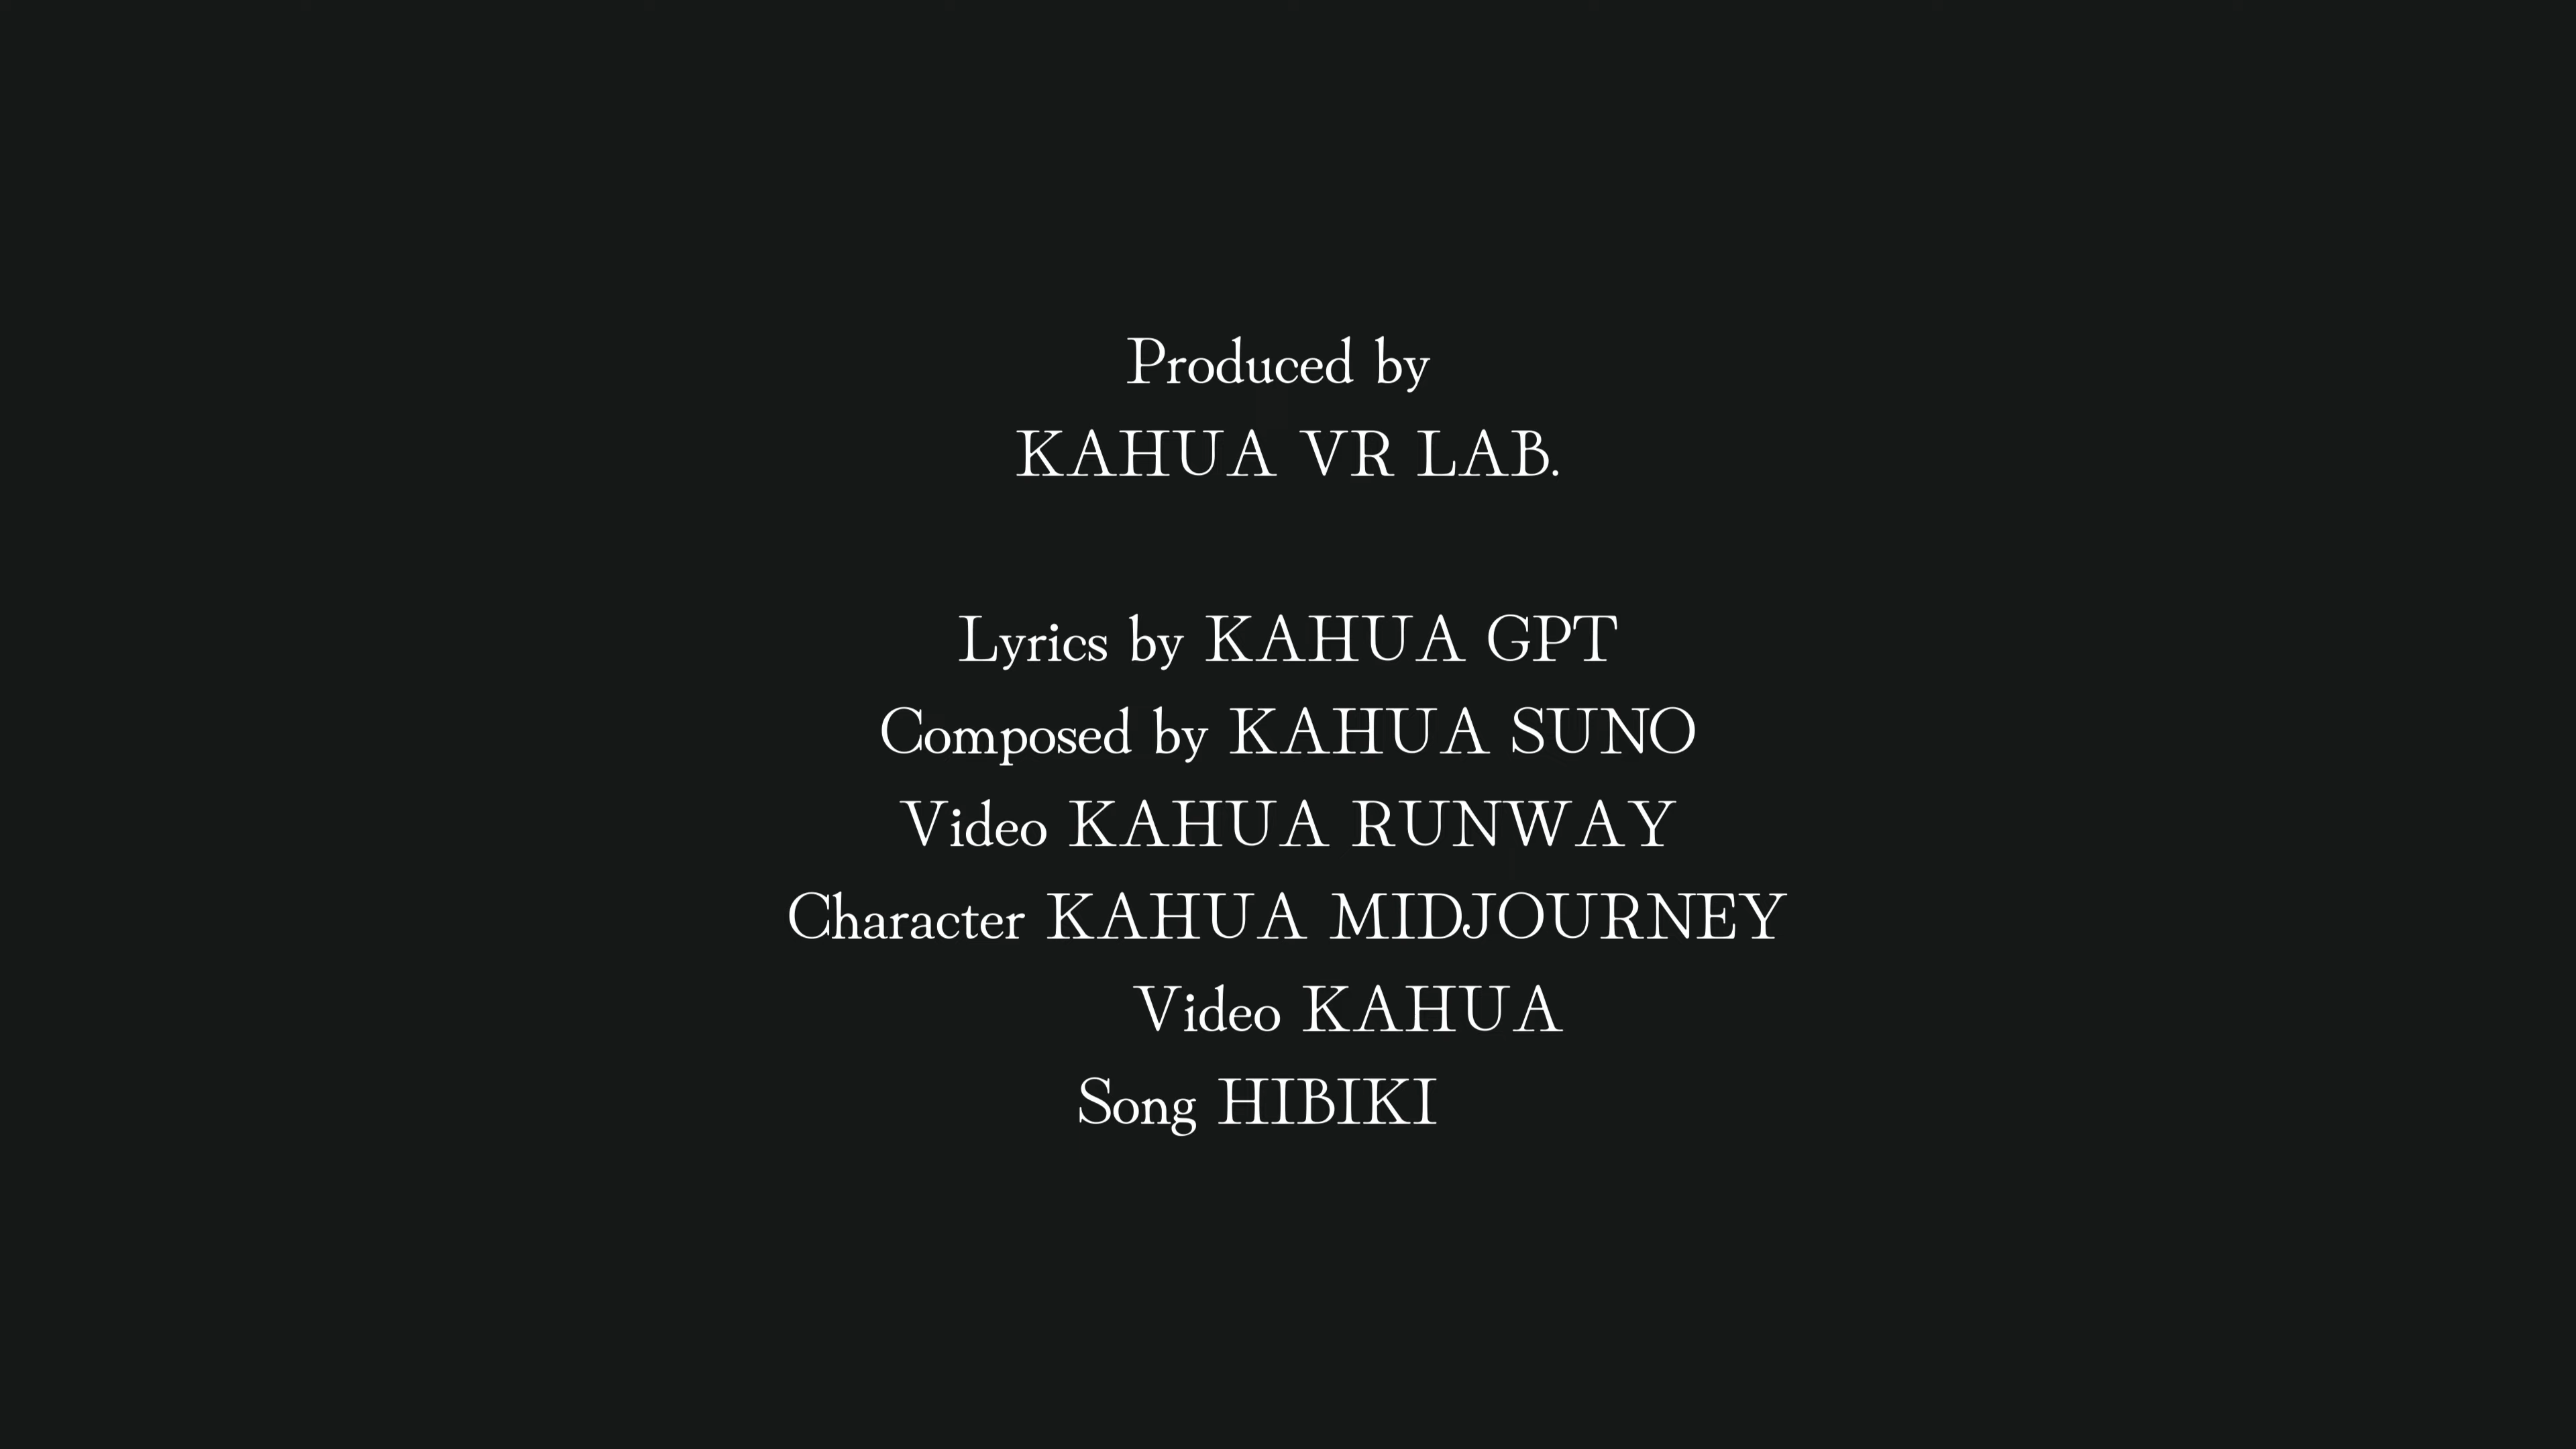 Produced by
KAHUA VR LAB.
Lyrics by KAHUA GPT
Composed by KAHUA SUNO
Video KAHUA RUNWAY
Character KAHUA MIDJOURNEY
Video KAHUA
Song HIBIKI